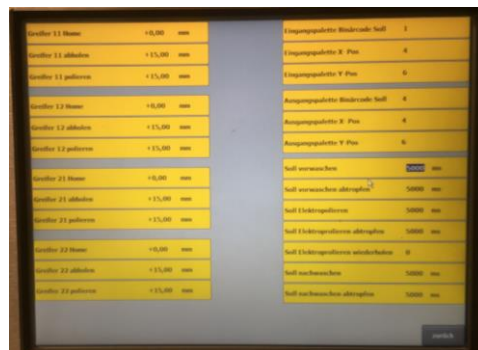 Greifer 11 Home +0,00 mm
Greifer 11 abholen +15,00 mm
Greifer 11 polieren +15,00 mm
Greifer 12 Home +0,00 mm
Greifer 12 abholen +15,00 mm
Greifer 12 polieren +15,00 mm
Greifer 21 Home +0,00 mm
Greifer 21 abholen +15,00 mm
Greifer 21 polieren +15,00 mm
Greifer 22 Home +0,00 mm
Greifer 22 abholen +15,00 mm
Greifer 22 polieren +15,00 mm
Eingangspalette Binärcode Soll 1
Eingangspalette X-Pos 4
Eingangspalette Y-Pos 6
Ausgangspalette Binärcode Soll 4
Ausgangspalette X-Pos 4
Ausgangspalette Y-Pos 6
Soll vorwaschen 5000 ms
Soll vorwaschen abtropfen 5000 ms
Soll Elektropolieren 5000 ms
Soll Elektropolieren abtropfen 5000 ms
Soll Elektropolieren wiederholen 0
Soll nachwaschen 5000 ms
Soll nachwaschen abtropfen 5000 ms
zurück